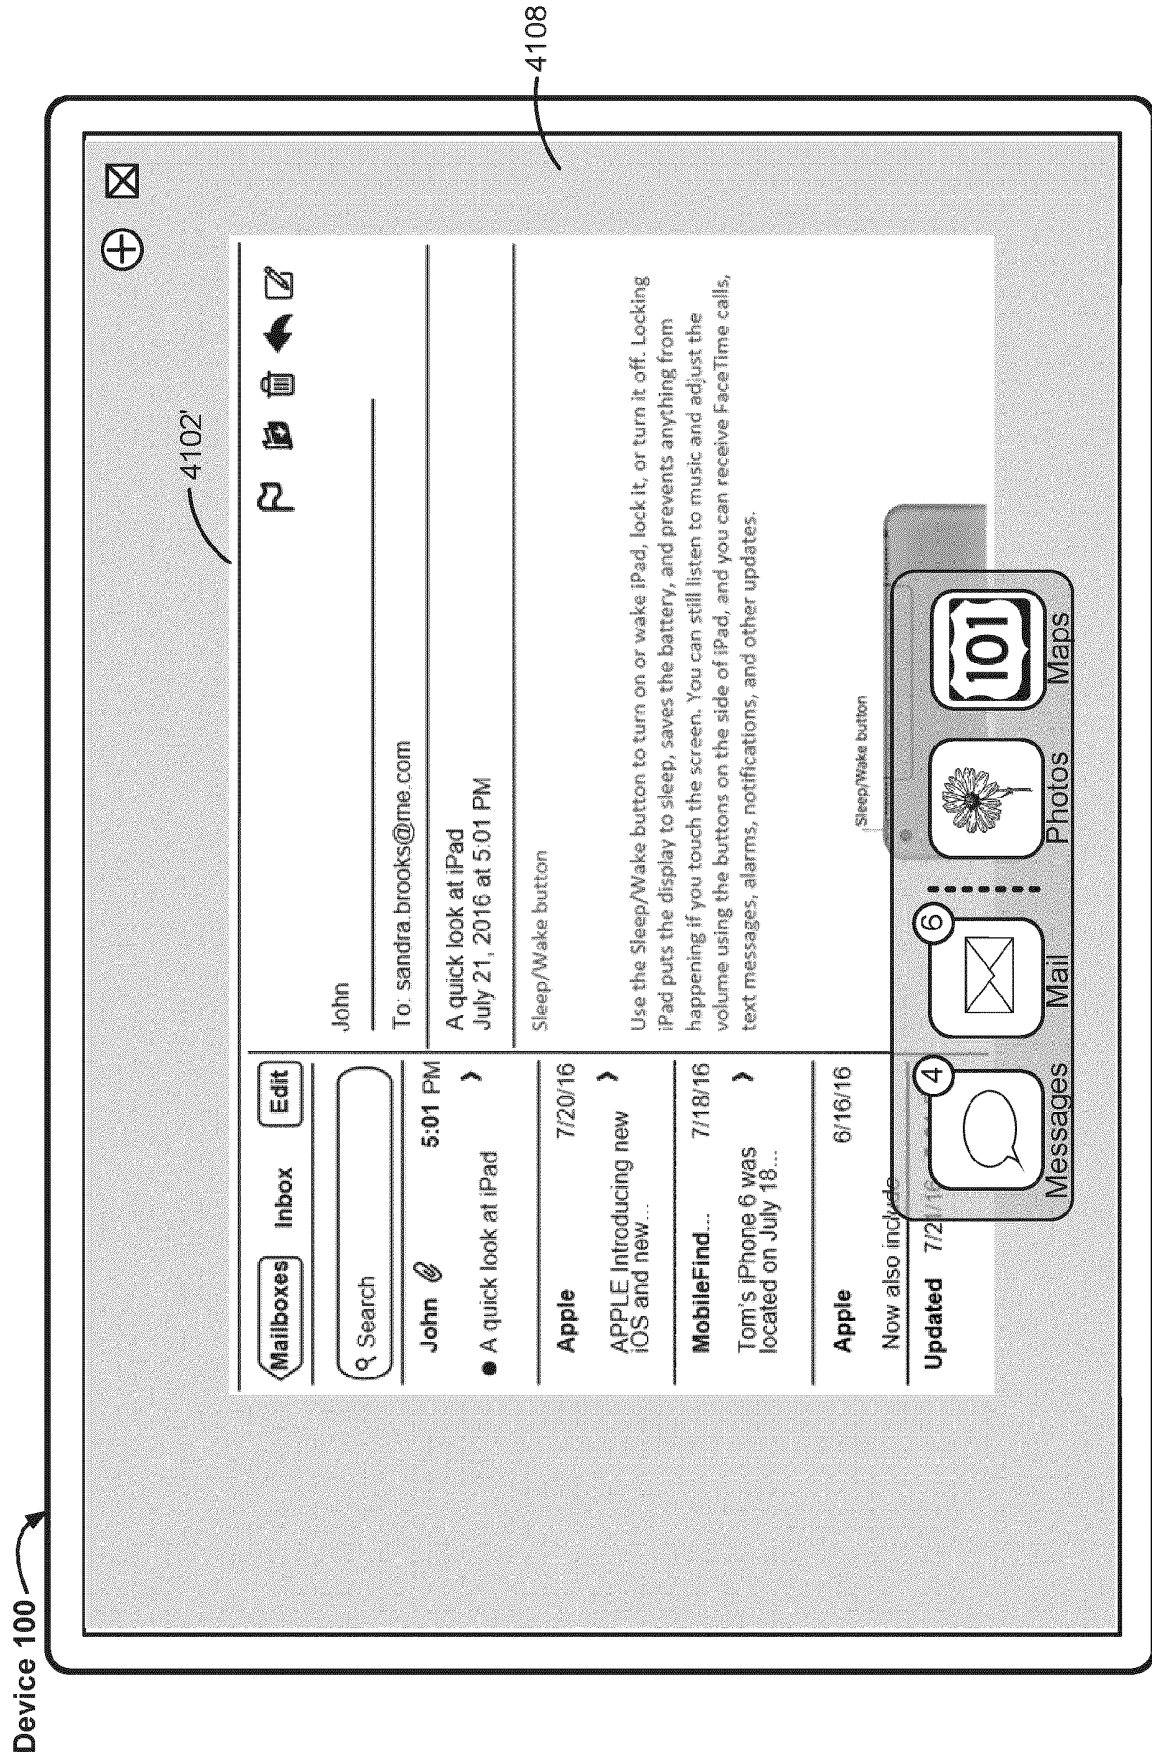 Device 100
4108
4102'
Mailboxes Inbox Edit
Search
John 5:01 PM
A quick look at iPad
Apple 7/20/16
APPLE Introducing new
iOS and new...
MobileFind... 7/18/16
Tom's iPhone 6 was
located on July 18...
Apple 6/16/16
Now also include
Updated 7/21/16
John
To: sandra.brooks@me.com
A quick look at iPad
July 21, 2016 at 5:01 PM
Sleep/Wake button
Use the Sleep/Wake button to turn on or wake iPad, lock it, or turn it off. Locking
iPad puts the display to sleep, saves the battery, and prevents anything from
happening if you touch the screen. You can still listen to music and adjust the
volume using the buttons on the side of iPad, and you can receive FaceTime calls,
text messages, alarms, notifications, and other updates.
Sleep/Wake button
4
6
101
Messages Mail Photos Maps